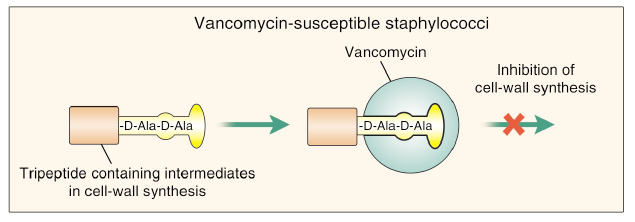 Vancomycin-susceptible staphylococci
Vancomycin
Inhibition of
cell-wall synthesis
-D-Ala-D-Ala
-D-Ala-D-Ala
Tripeptide containing intermediates
in cell-wall synthesis